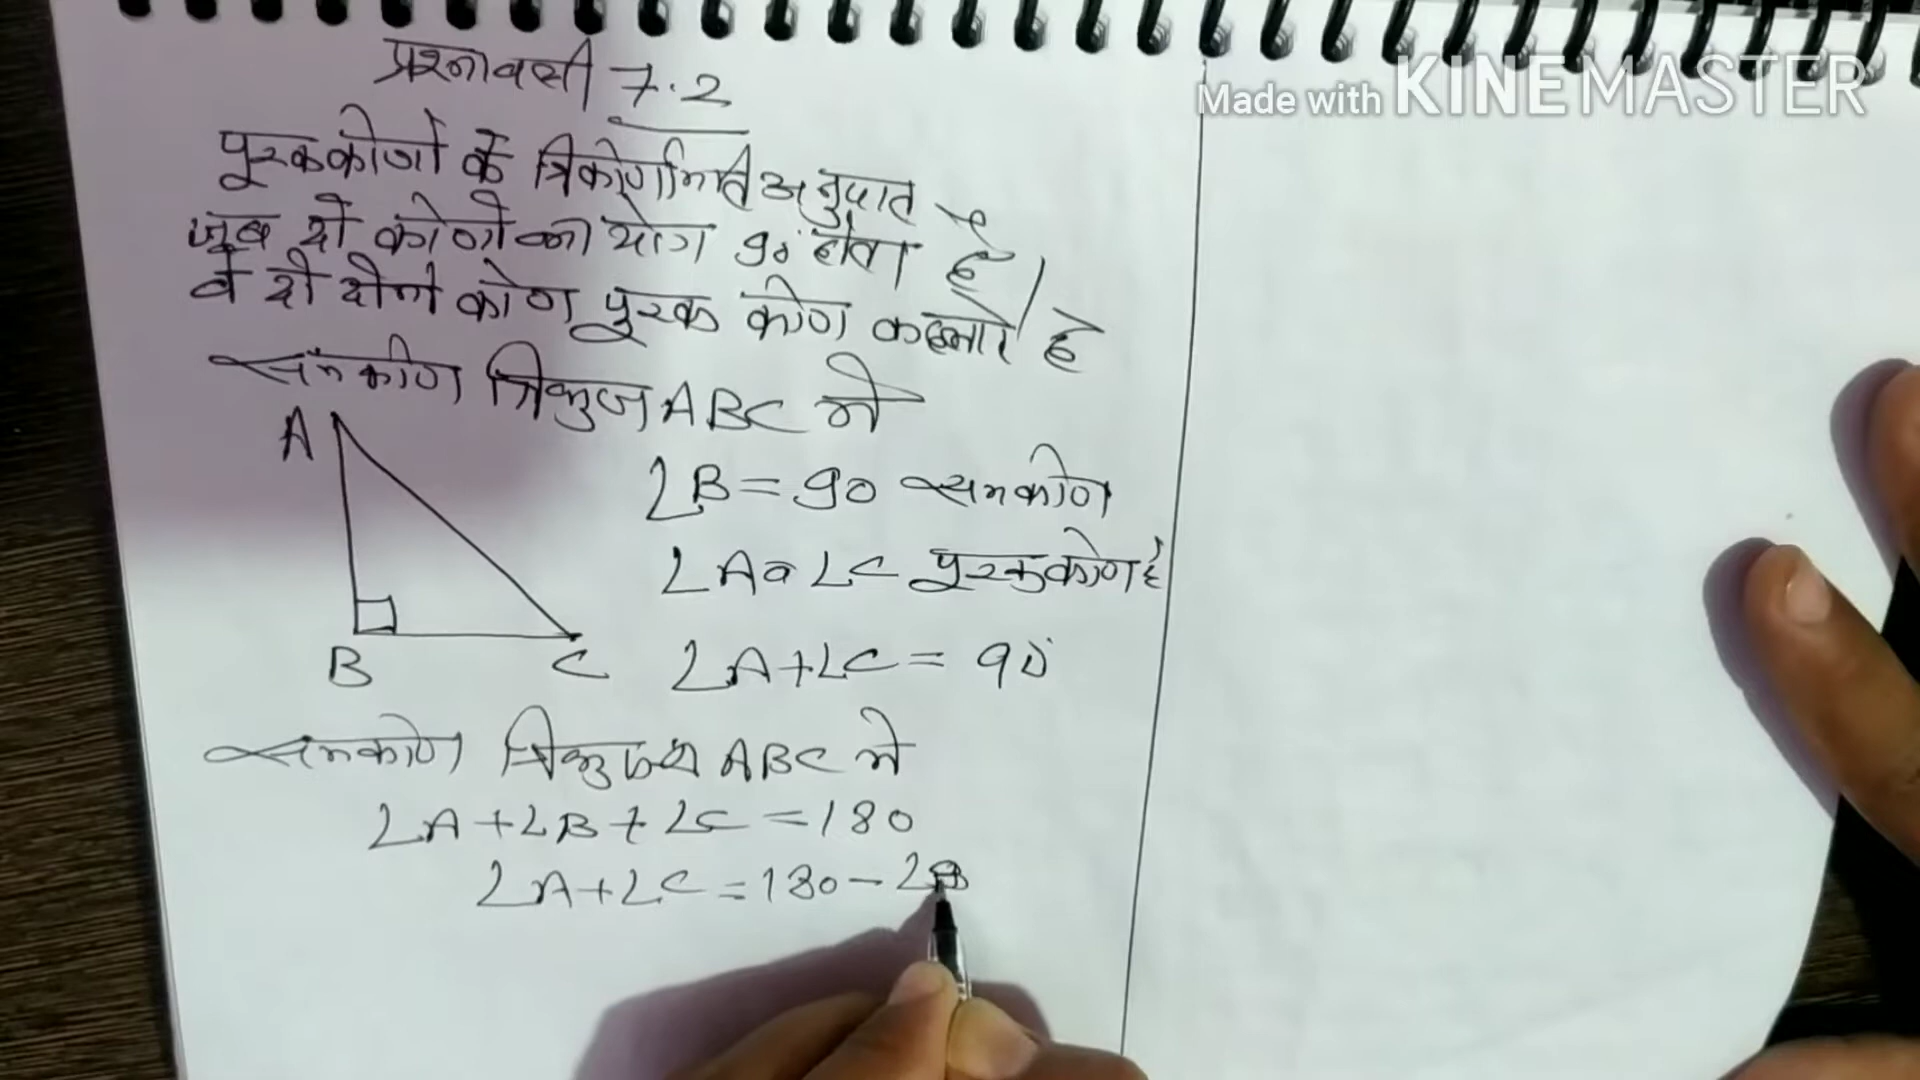 प्रश्नावली 7.2
Made with KINEMASTER
पूरककोणों के त्रिकोणमिति अनुपात
जब दो कोणों का योग 90° होता है।
वे दो दोनों कोण पूरक कोण कहलाते है
समकोण त्रिभुज ABC में
A
∠B = 90 समकोण
∠A व ∠C पूरककोण है
B C
∠A + ∠C = 90°
समकोण त्रिभुज ABC में
∠A + ∠B + ∠C = 180
∠A + ∠C = 180 - ∠B